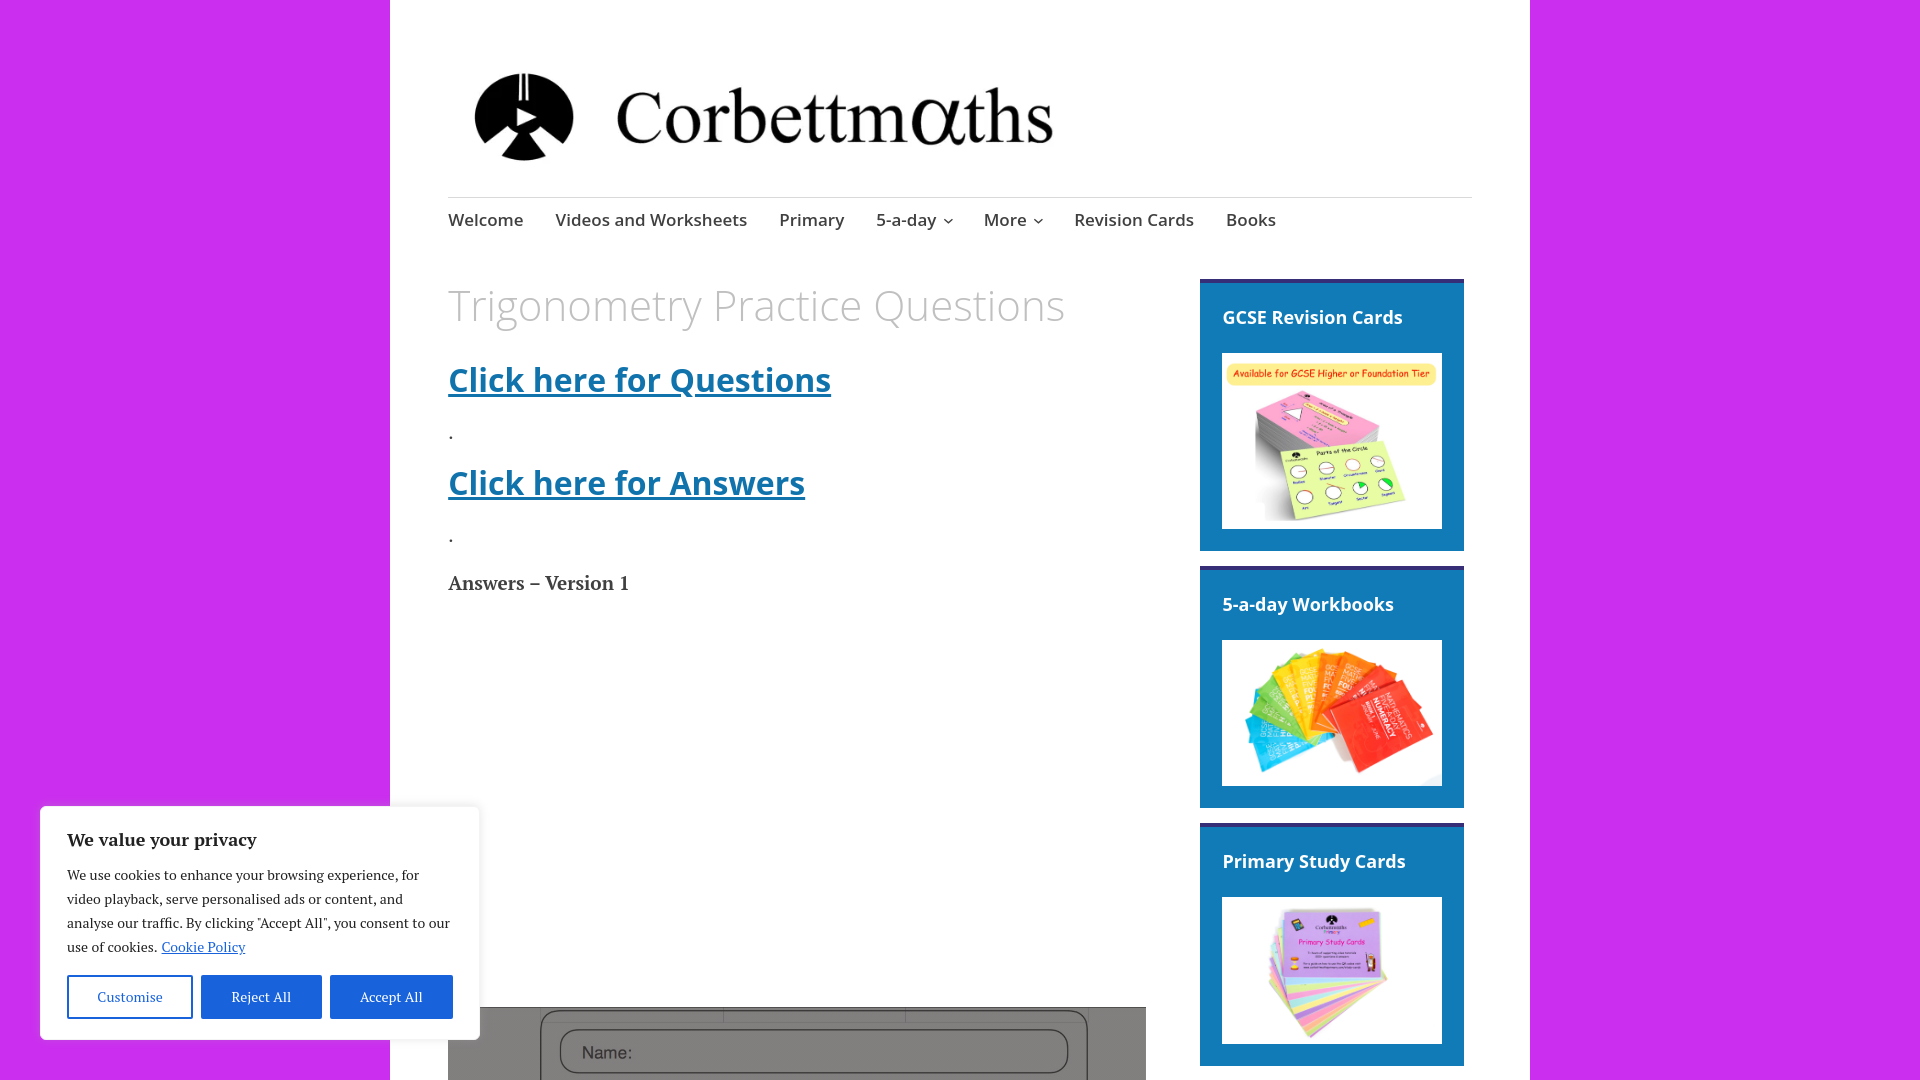 Corbettmαths
Welcome
Videos and Worksheets
Primary
5-a-day
More
Revision Cards
Books
Trigonometry Practice Questions
Click here for Questions
.
Click here for Answers
.
Answers – Version 1
Name:
GCSE Revision Cards
Available for GCSE Higher or Foundation Tier
Parts of the Circle
5-a-day Workbooks
MATHEMATICS
FIVE-A-DAY
NUMERACY
Primary Study Cards
Primary Study Cards
We value your privacy
We use cookies to enhance your browsing experience, for
video playback, serve personalised ads or content, and
analyse our traffic. By clicking "Accept All", you consent to our
use of cookies. Cookie Policy
Customise
Reject All
Accept All